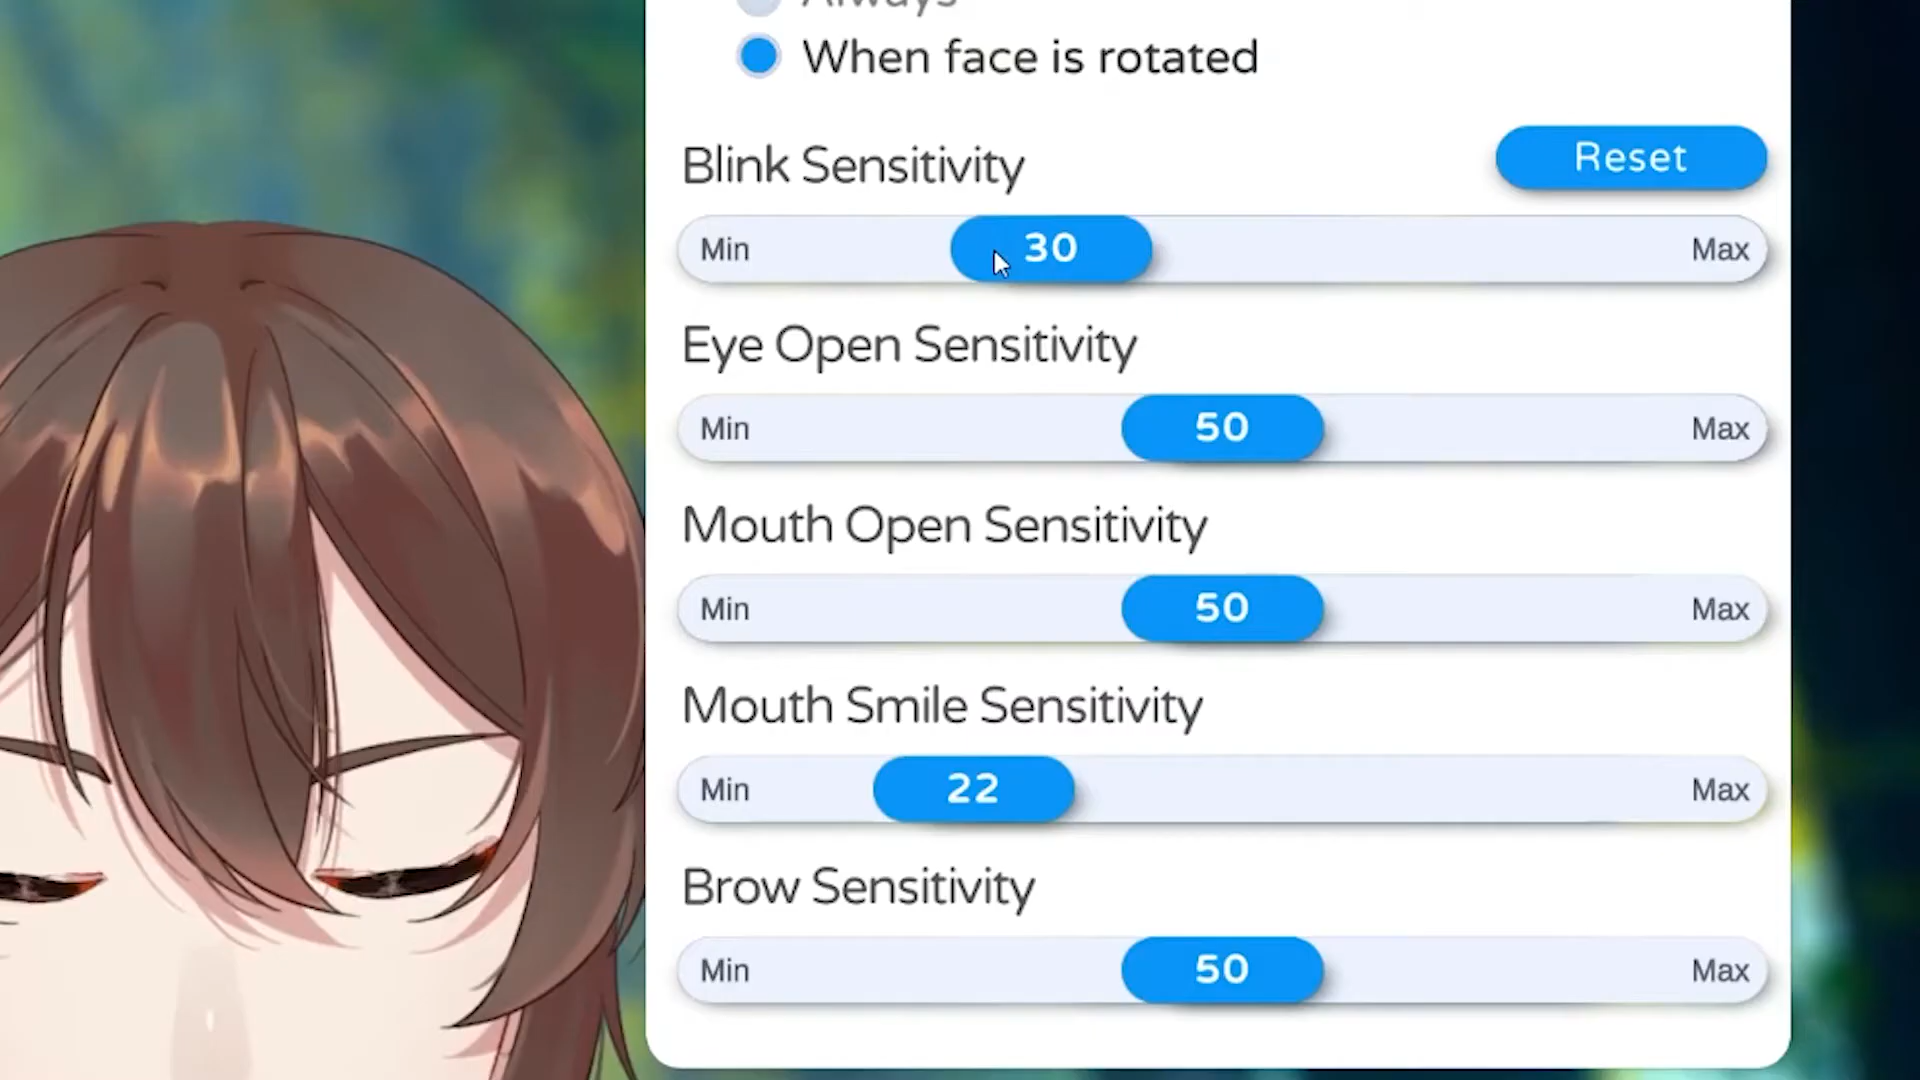 Always
When face is rotated
Blink Sensitivity
Reset
Min 30 Max
Eye Open Sensitivity
Min 50 Max
Mouth Open Sensitivity
Min 50 Max
Mouth Smile Sensitivity
Min 22 Max
Brow Sensitivity
Min 50 Max